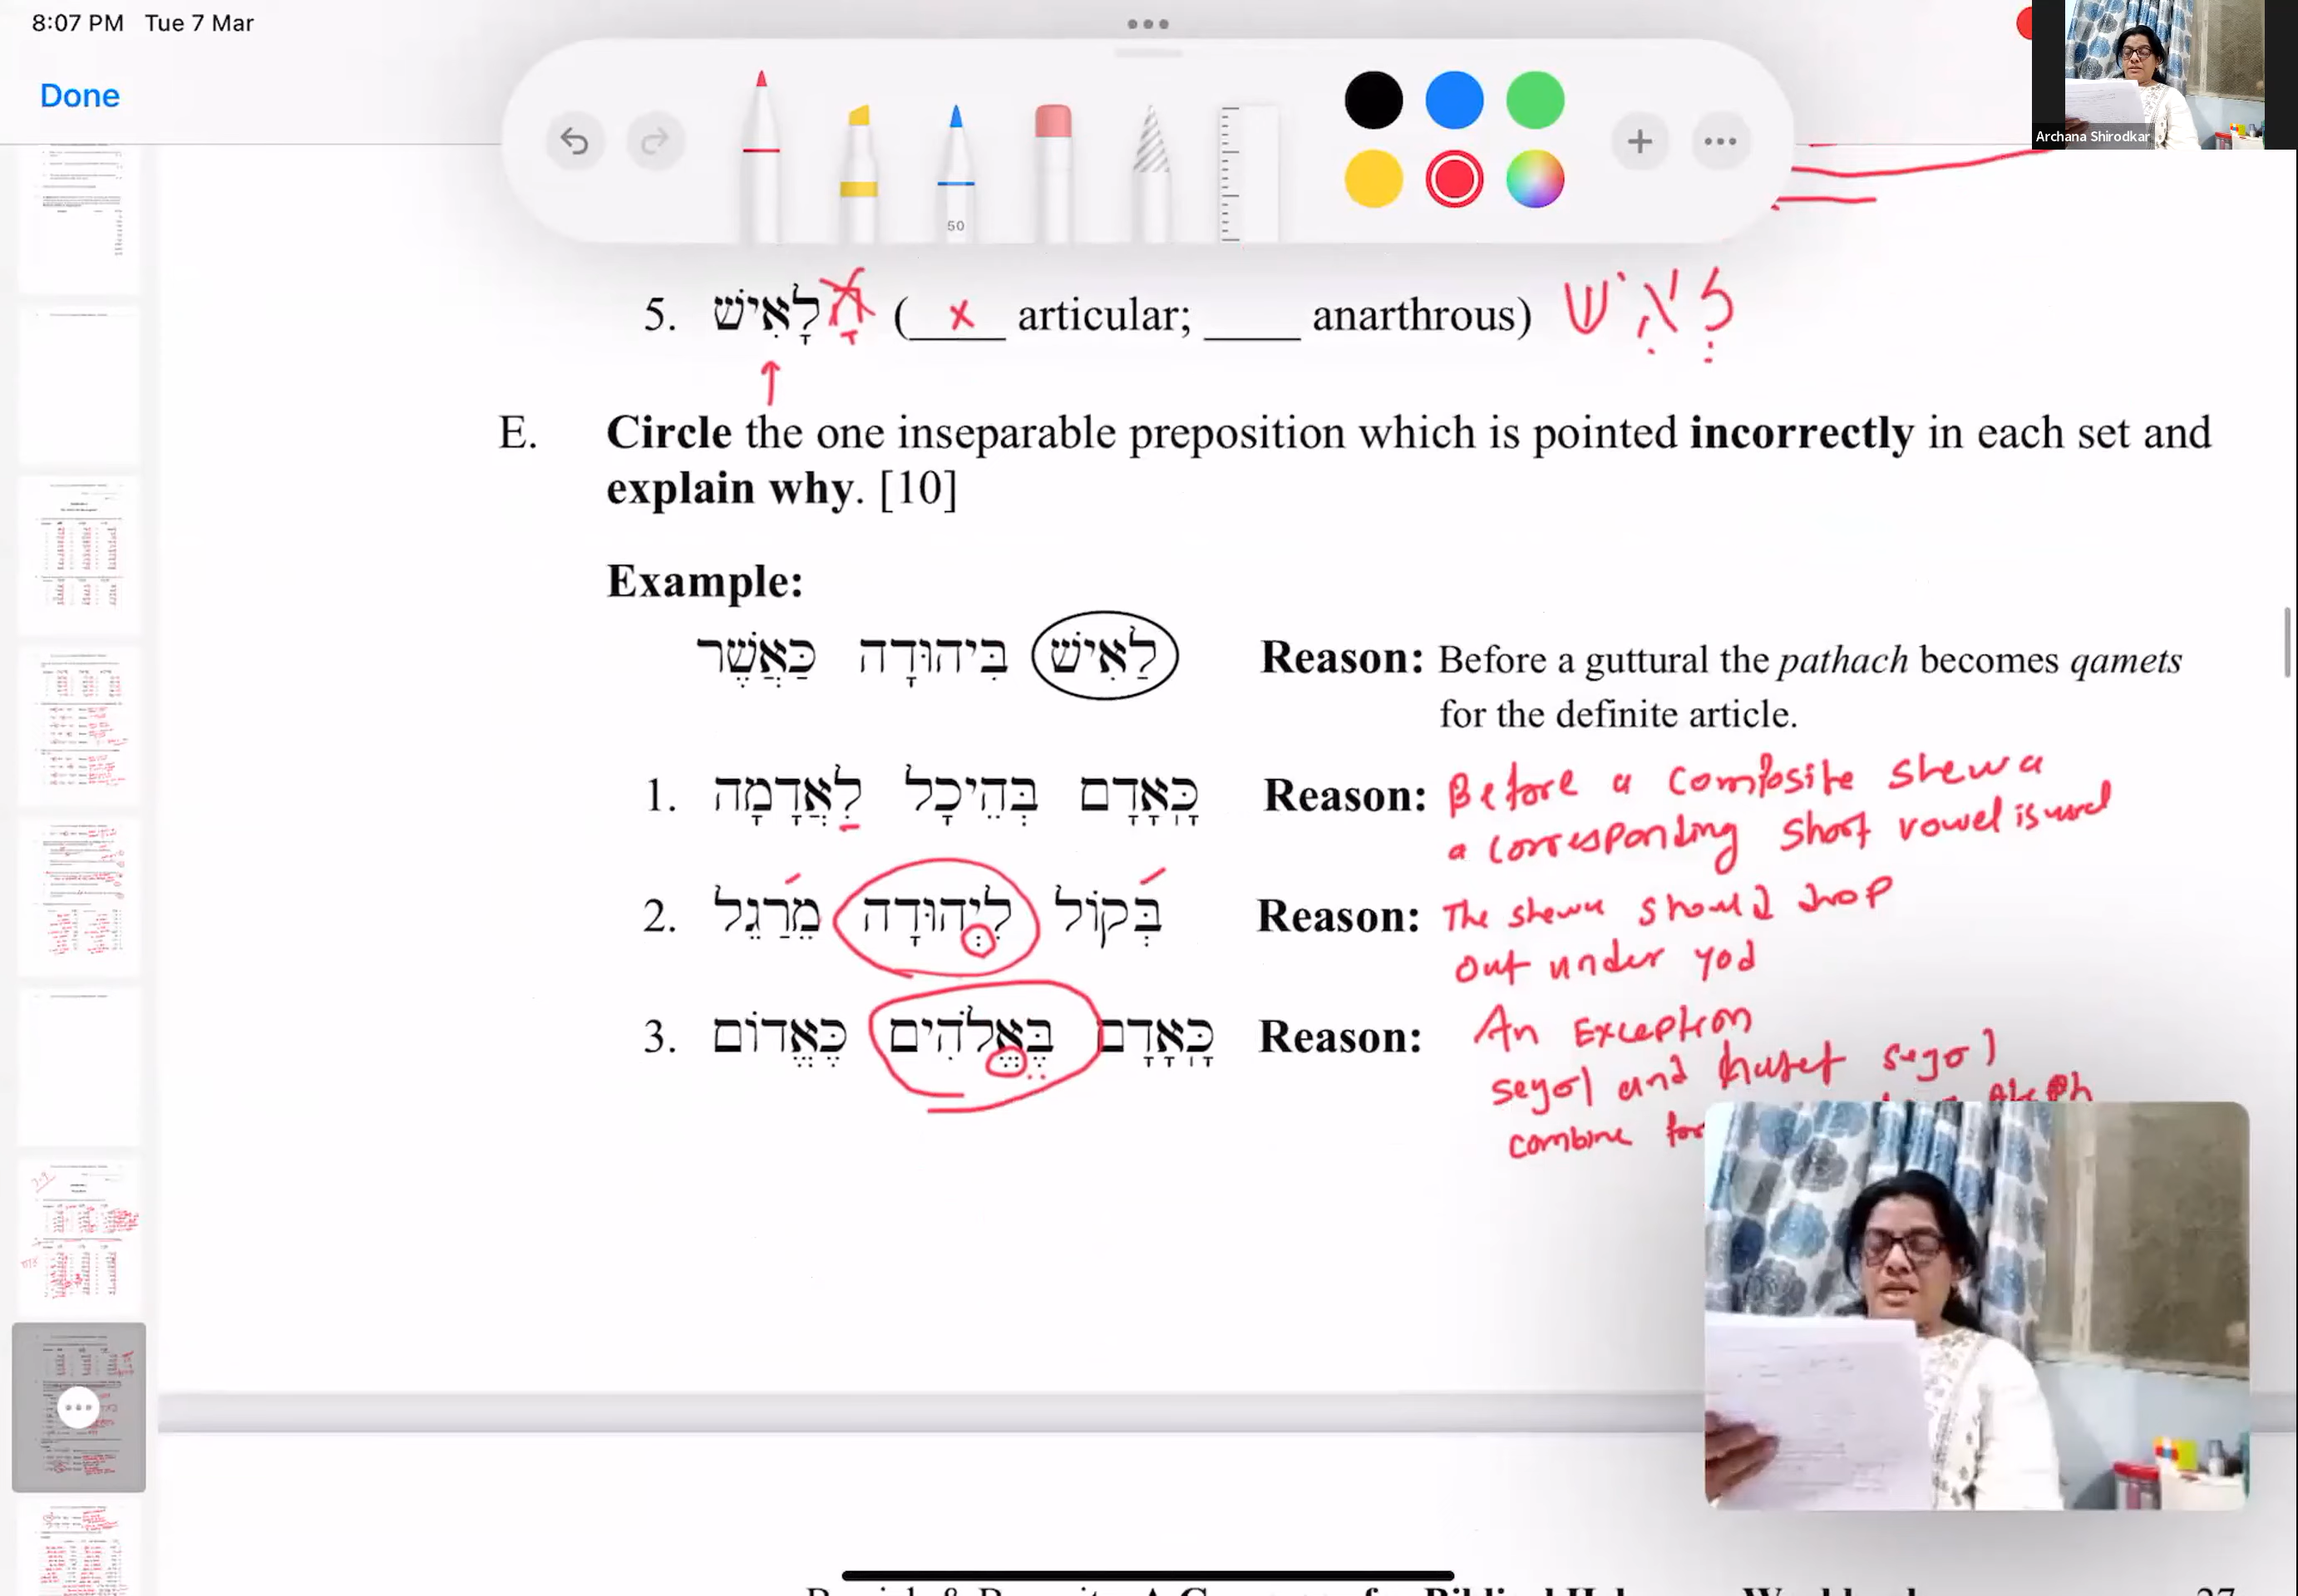 8:07 PM Tue 7 Mar
Done
50
Archana Shirodkar
5. לָאִישׁ ( x articular; ____ anarthrous) לְאִישׁ
E. Circle the one inseparable preposition which is pointed incorrectly in each set and
explain why. [10]
Example:
לַאִישׁ בִּיהוּדָה כַּאֲשֶׁר Reason: Before a guttural the pathach becomes qamets
for the definite article.
1. כָּאָדָם בְּהֵיכָל לִאֲדָמָה Reason: Before a composite shewa
a corresponding short vowel is used
2. בְּקוֹל לִיְהוּדָה מֵרַגֵל Reason: The shewa should drop
out under yod
3. כָּאָדָם בֶּאֱלֹהִים כֶּאֱדוֹם Reason: An Exception
segol and hatef segol
combine for Aleph